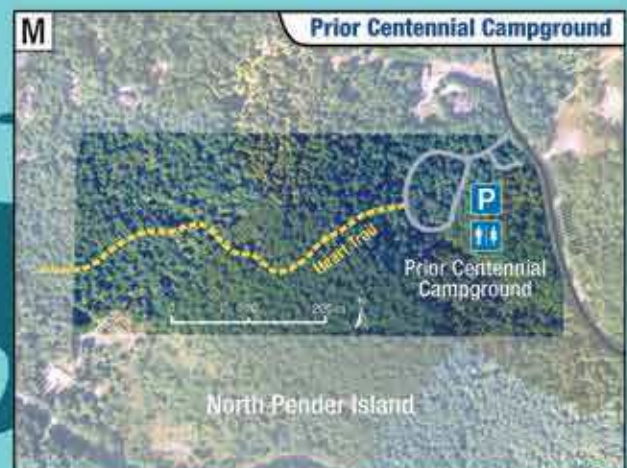 M
Prior Centennial Campground
P
Heart Trail
Prior Centennial
Campground
North Pender Island